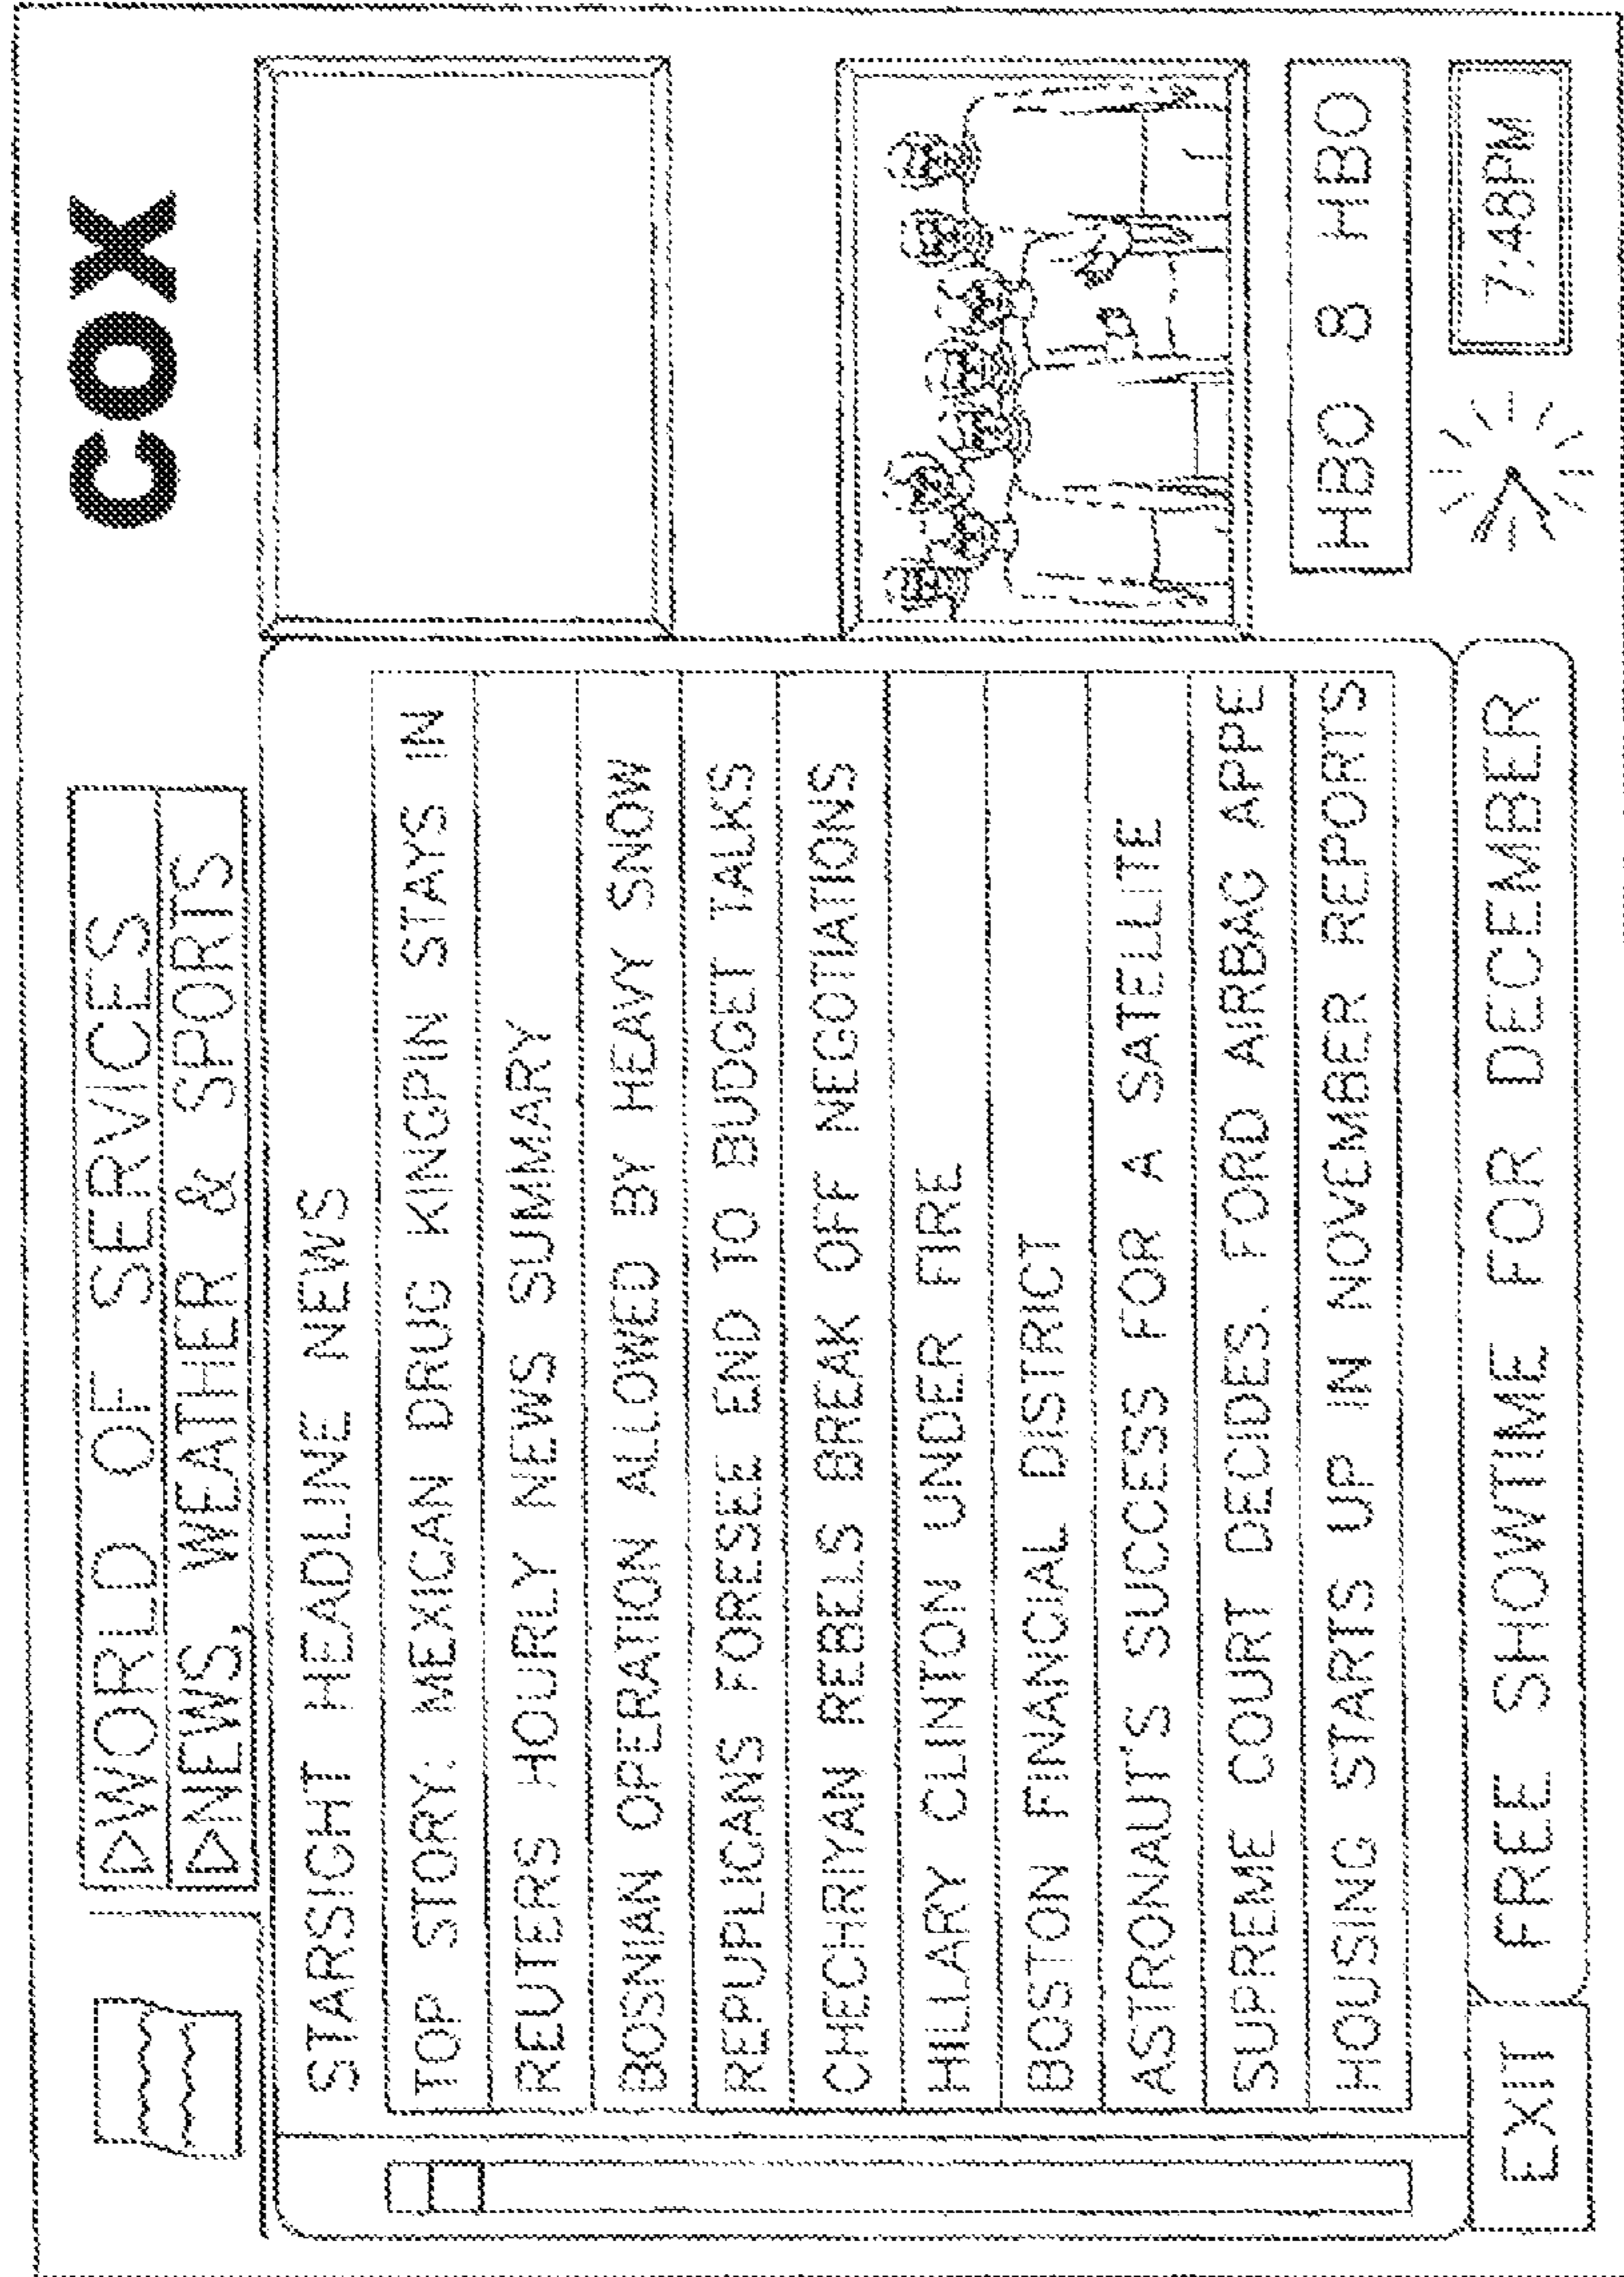 COX
▷WORLD OF SERVICES
▷NEWS, WEATHER & SPORTS
STARSIGHT HEADLINE NEWS
TOP STORY: MEXICAN DRUG KINGPIN STAYS IN
REUTERS HOURLY NEWS SUMMARY
BOSNIAN OPERATION ALLOWED BY HEAVY SNOW
REPUPLICANS FORESEE END TO BUDGET TALKS
CHECHRIYAN REBELS BREAK OFF NEGOTIATIONS
HILLARY CLINTON UNDER FIRE
BOSTON FINANCIAL DISTRICT
ASTRONAUT'S SUCCESS FOR A SATELLITE
SUPREME COURT DECIDES. FORD AIRBAG APPE
HOUSING STARTS UP IN NOVEMBER REPORTS
HBO 8 HBO
7:48PM
EXIT
FREE SHOWTIME FOR DECEMBER